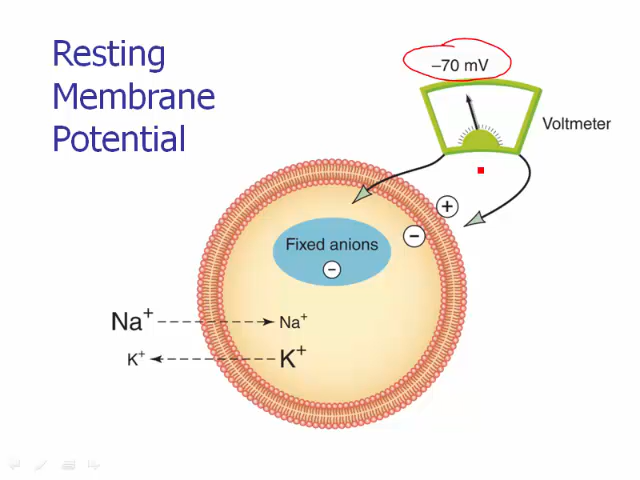 Resting
Membrane
Potential
–70 mV
Voltmeter
+
−
Fixed anions
−
Na+
Na+
K+
K+